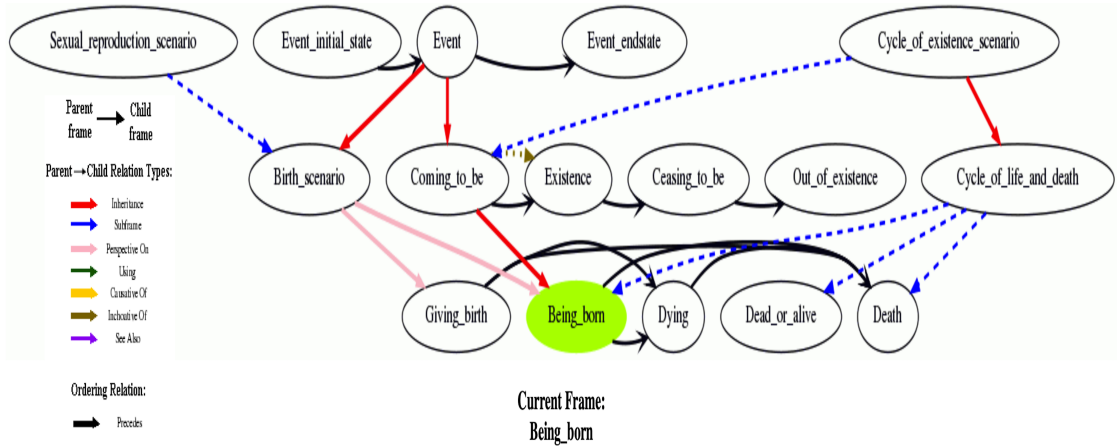 Sexual_reproduction_scenario
Event_initial_state
Event
Event_endstate
Cycle_of_existence_scenario
Parent
frame
Child
frame
Parent→Child Relation Types:
Inheritance
Subframe
Perspective On
Using
Causative Of
Inchoative Of
See Also
Ordering Relation:
Precedes
Birth_scenario
Coming_to_be
Existence
Ceasing_to_be
Out_of_existence
Cycle_of_life_and_death
Giving_birth
Being_born
Dying
Dead_or_alive
Death
Current Frame:
Being_born